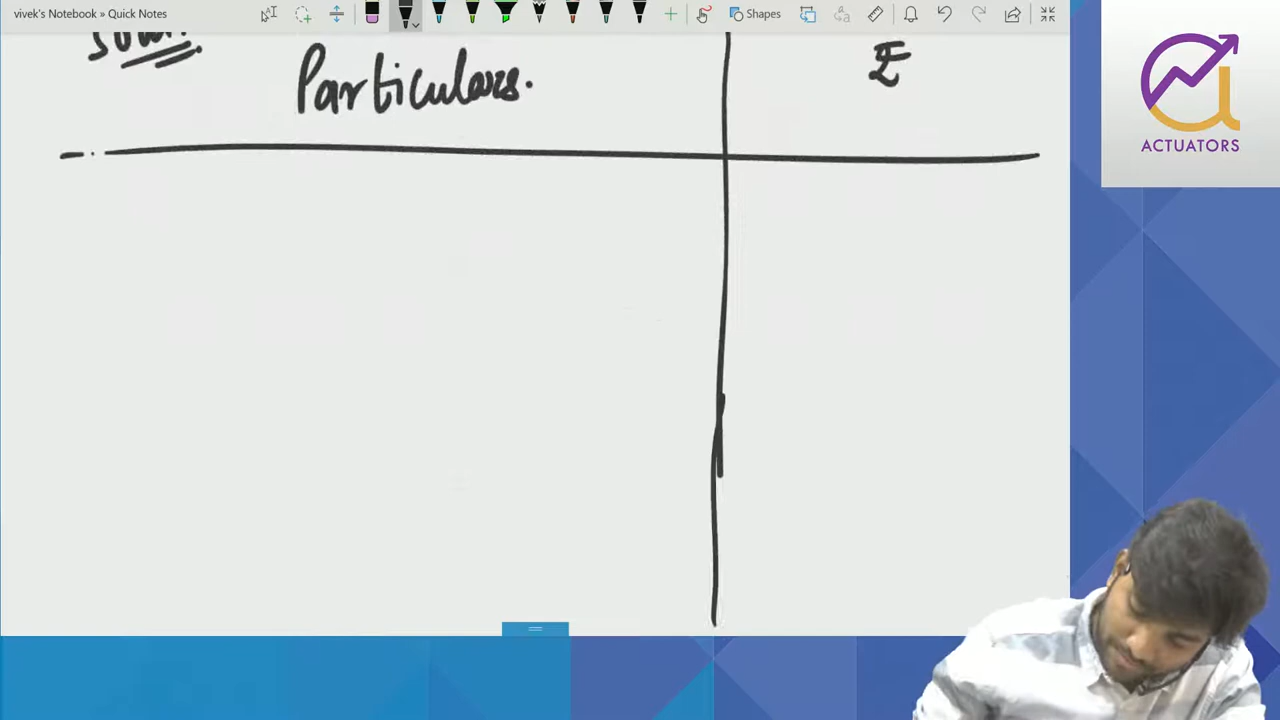 vivek's Notebook » Quick Notes
Shapes
Particulars.
₹
ACTUATORS